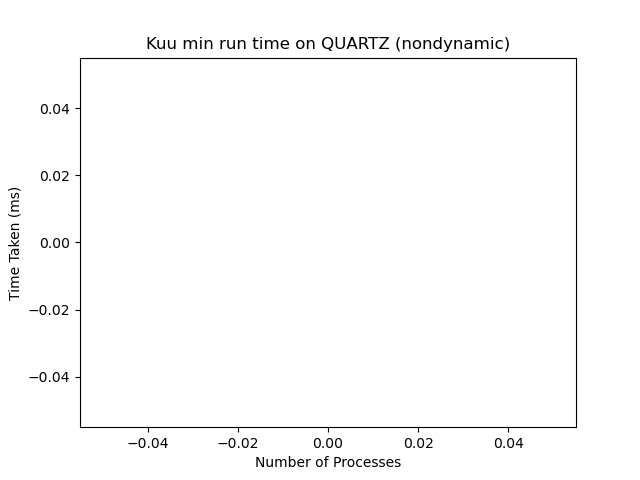 Kuu min run time on QUARTZ (nondynamic)
0.04
0.02
0.00
−0.02
−0.04
Time Taken (ms)
−0.04 −0.02 0.00 0.02 0.04
Number of Processes